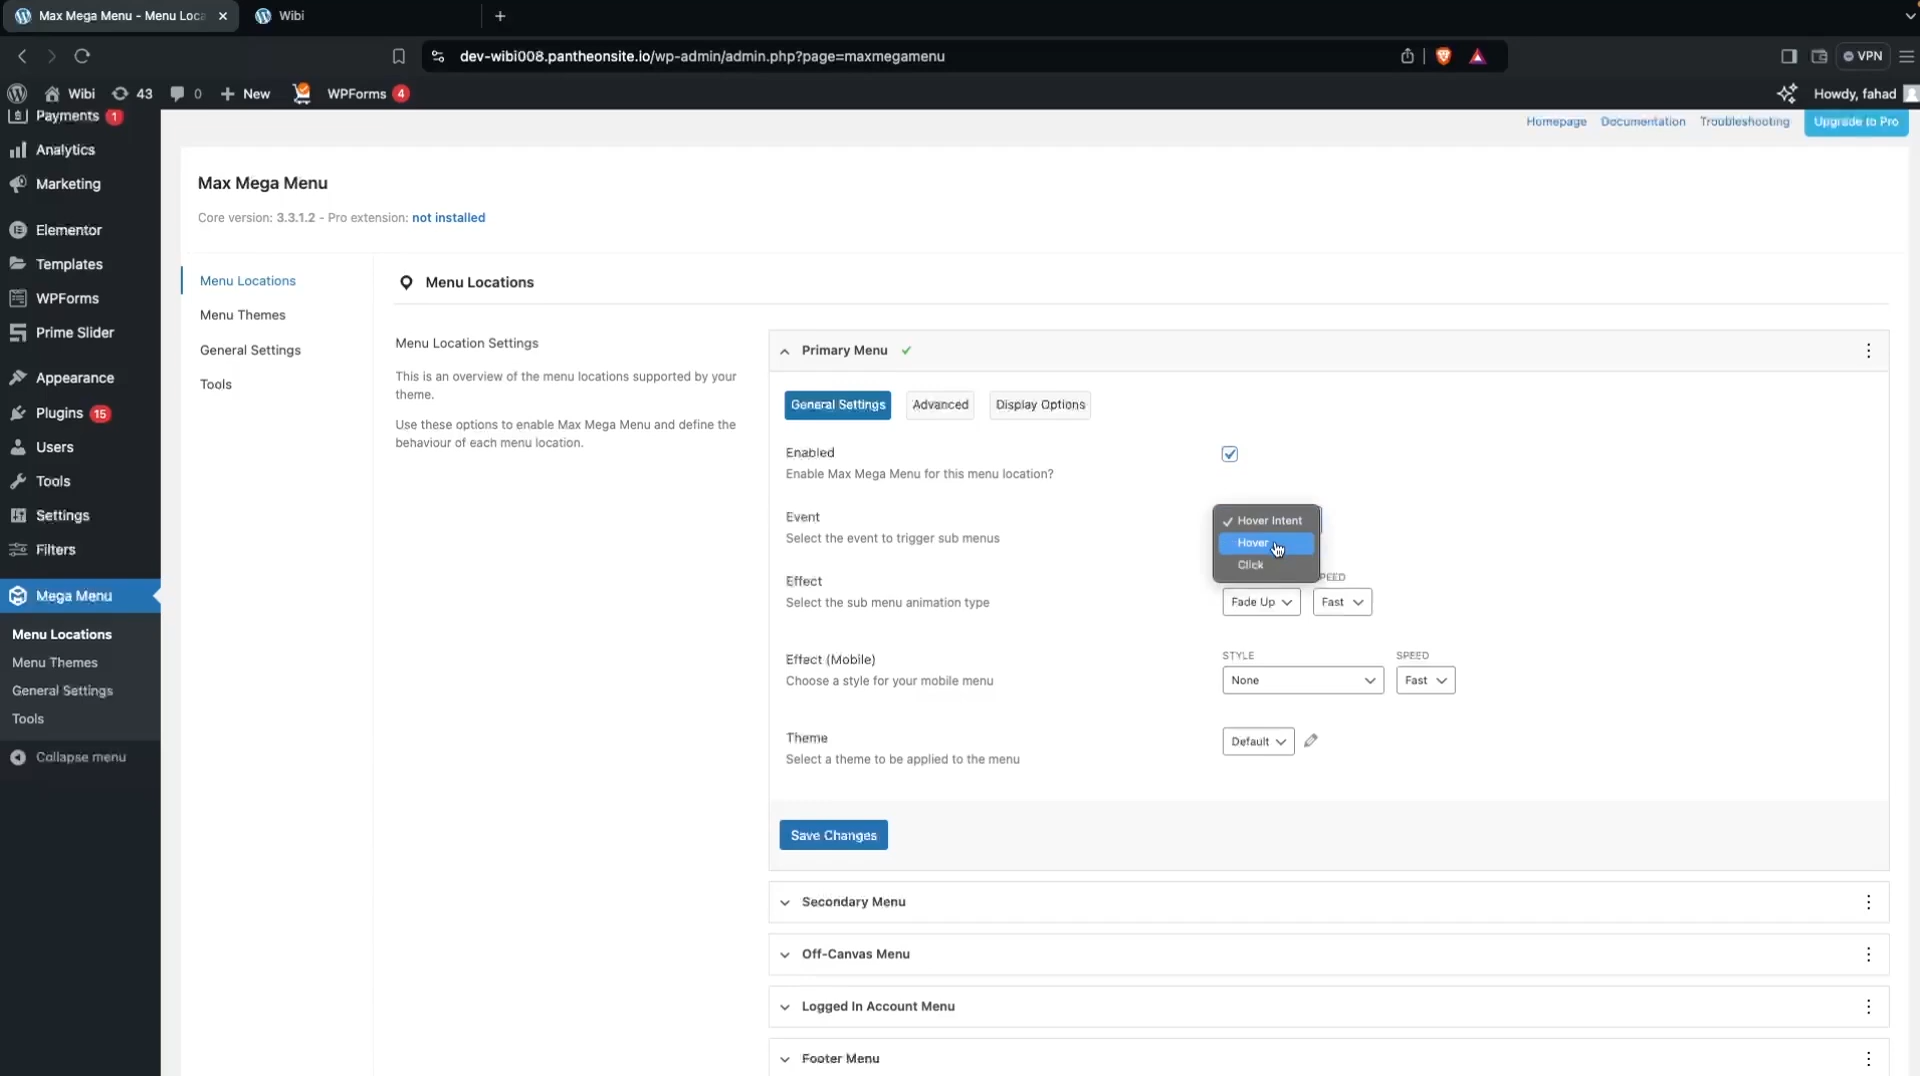 Max Mega Menu - Menu Loca
Wibi
dev-wibi008.pantheonsite.io/wp-admin/admin.php?page=maxmegamenu
VPN
Wibi
43
0
New
WPForms 4
Howdy, fahad
Payments 1
Analytics
Marketing
Elementor
Templates
WPForms
Prime Slider
Appearance
Plugins 15
Users
Tools
Settings
Filters
Mega Menu
Menu Locations
Menu Themes
General Settings
Tools
Collapse menu
Homepage
Documentation
Troubleshooting
Upgrade to Pro
Max Mega Menu
Core version: 3.3.1.2 - Pro extension: not installed
Menu Locations
Menu Themes
General Settings
Tools
Menu Locations
Menu Location Settings
This is an overview of the menu locations supported by your
theme.
Use these options to enable Max Mega Menu and define the
behaviour of each menu location.
Primary Menu
General Settings
Advanced
Display Options
Enabled
Enable Max Mega Menu for this menu location?
Event
Select the event to trigger sub menus
Hover Intent
Hover
Click
Effect
Select the sub menu animation type
PEED
Fade Up
Fast
Effect (Mobile)
Choose a style for your mobile menu
STYLE
SPEED
None
Fast
Theme
Select a theme to be applied to the menu
Default
Save Changes
Secondary Menu
Off-Canvas Menu
Logged In Account Menu
Footer Menu